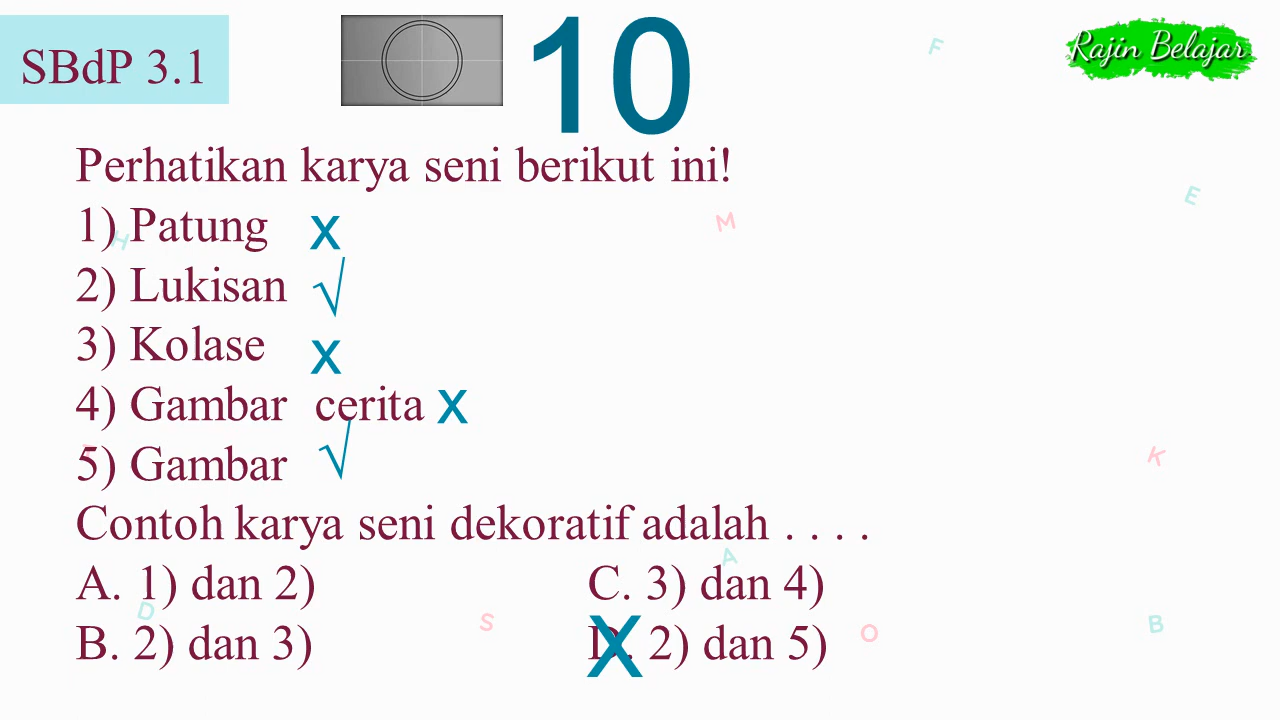 SBdP 3.1
10
Rajin Belajar
Perhatikan karya seni berikut ini!
1) Patung x
2) Lukisan √
3) Kolase x
4) Gambar cerita x
5) Gambar √
Contoh karya seni dekoratif adalah . . . .
A. 1) dan 2) C. 3) dan 4)
B. 2) dan 3) D. 2) dan 5)
X
F
E
M
H
K
A
D
S
O
B